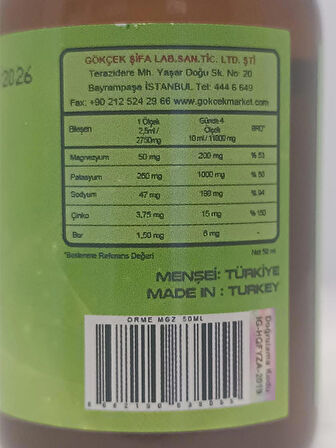 2026
GÖKÇEK ŞİFA LAB.SAN.TİC. LTD. ŞTİ
Terazidere Mh. Yaşar Doğu Sk. No: 20
Bayrampaşa İSTANBUL Tel: 444 6 649
Fax: +90 212 524 29 66 www.gokcekmarket.com
Bileşen 1 Ölçek 2,5ml / 2750mg Günde 4 Ölçek 10 ml / 11000 mg BRD*
Magnezyum 50 mg 200 mg % 53
Potasyum 250 mg 1000 mg % 50
Sodyum 47 mg
Çinko 3,75 mg 15 mg % 150
Bor 1,50 mg 6 mg -
*Beslenme Referans Değeri Net 50 ml
MENŞEİ: TÜRKİYE
MADE IN : TURKEY
ORME MGZ 50ML
Doğrulama Kodu